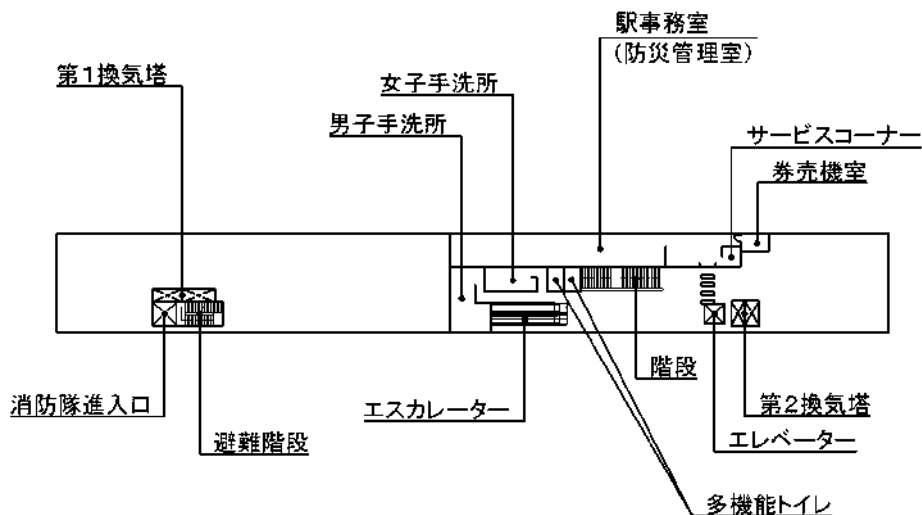 駅事務室
(防災管理室)
第1換気塔
女子手洗所
男子手洗所
サービスコーナー
券売機室
消防隊進入口
避難階段
エスカレーター
階段
第2換気塔
エレベーター
多機能トイレ